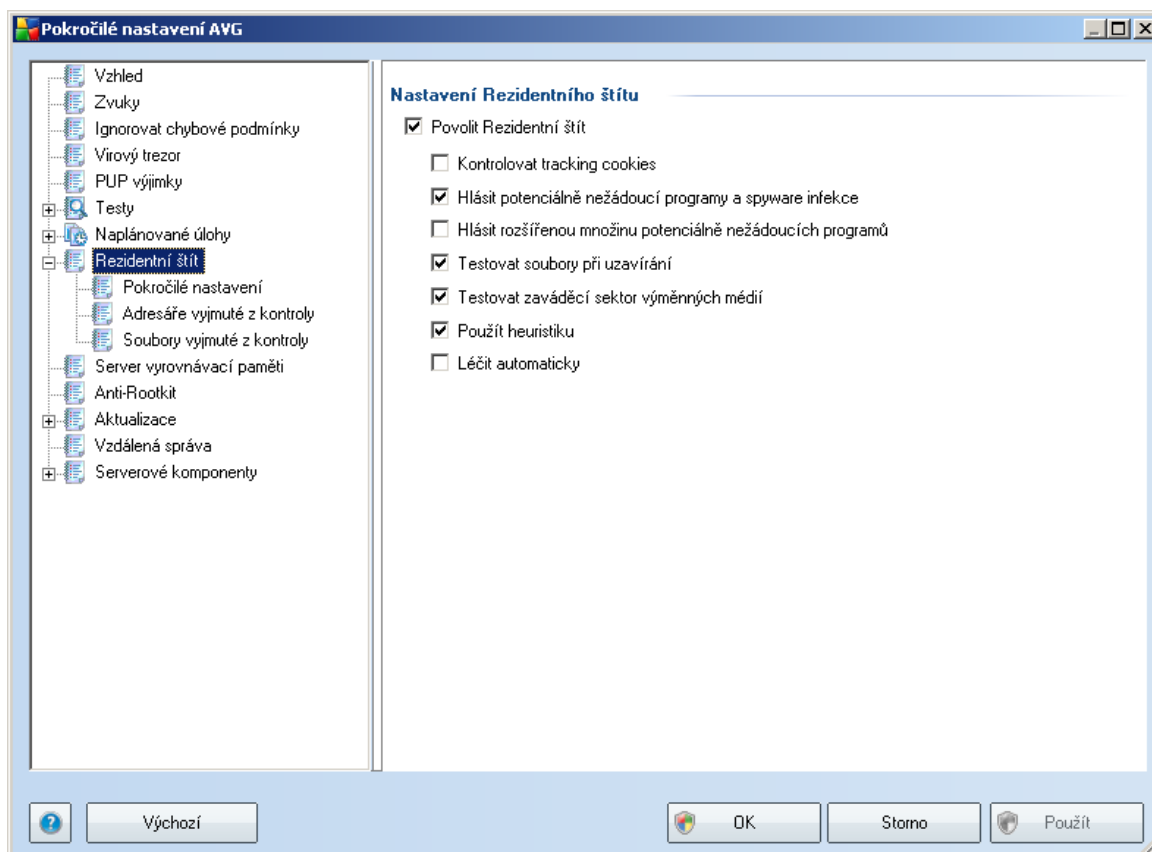 Pokročilé nastavení AVG
Vzhled
Zvuky
Ignorovat chybové podmínky
Virový trezor
PUP výjimky
Testy
Naplánované úlohy
Rezidentní štít
Pokročilé nastavení
Adresáře vyjmuté z kontroly
Soubory vyjmuté z kontroly
Server vyrovnávací paměti
Anti-Rootkit
Aktualizace
Vzdálená správa
Serverové komponenty
Nastavení Rezidentního štítu
Povolit Rezidentní štít
Kontrolovat tracking cookies
Hlásit potenciálně nežádoucí programy a spyware infekce
Hlásit rozšířenou množinu potenciálně nežádoucích programů
Testovat soubory při uzavírání
Testovat zaváděcí sektor výměnných médií
Použít heuristiku
Léčit automaticky
?
Výchozí
OK
Storno
Použít